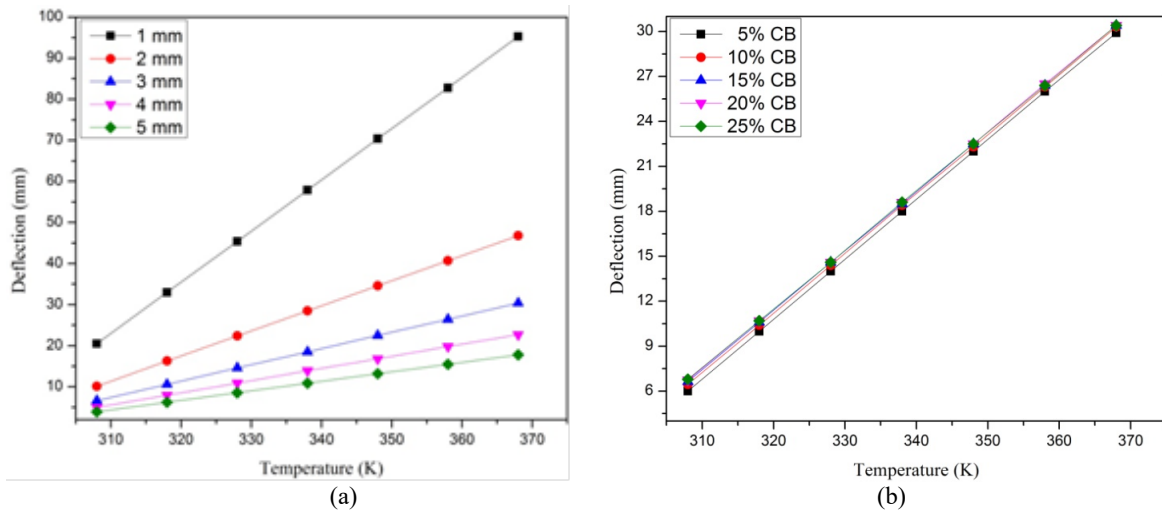 100
90
80
70
60
50
40
30
20
10
Deflection (mm)
1 mm
2 mm
3 mm
4 mm
5 mm
310 320 330 340 350 360 370
Temperature (K)
(a)
30
27
24
21
18
15
12
9
6
Deflection (mm)
5% CB
10% CB
15% CB
20% CB
25% CB
310 320 330 340 350 360 370
Temperature (K)
(b)